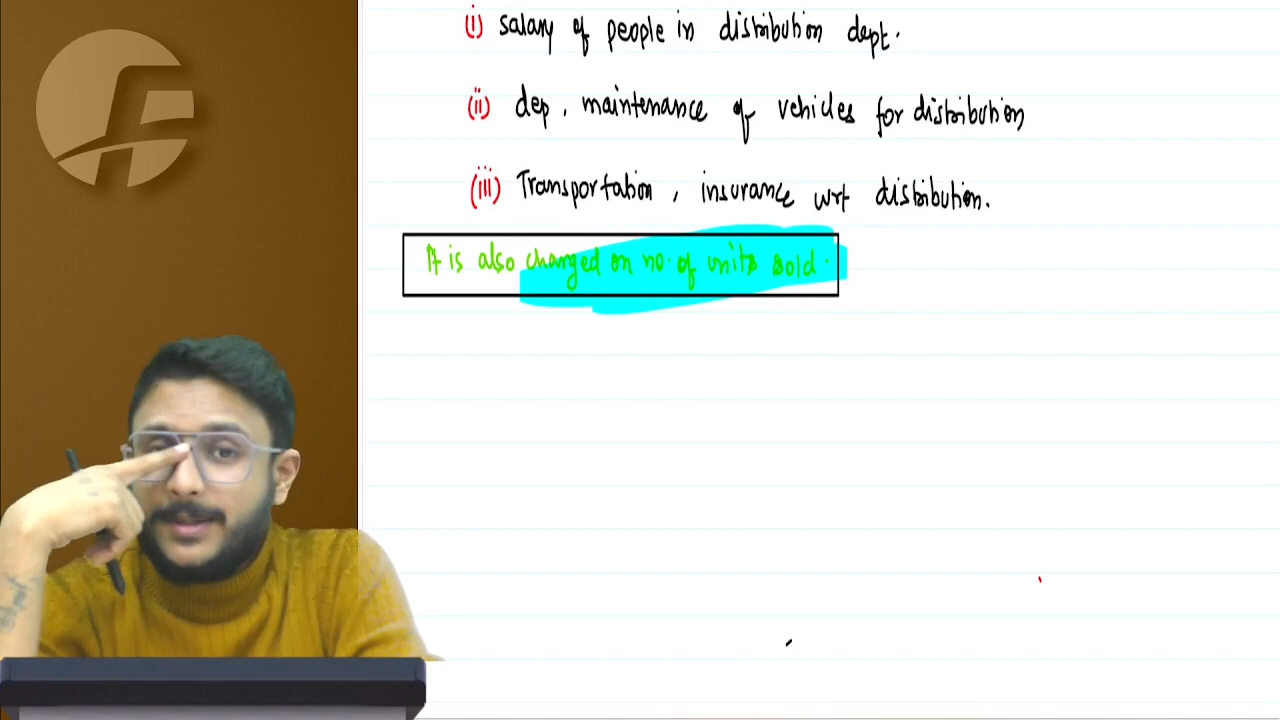 (i) salary of people in distribution dept.
(ii) dep, maintenance of vehicles for distribution
(iii) Transportation, insurance wrt distribution.
It is also charged on no. of units sold.